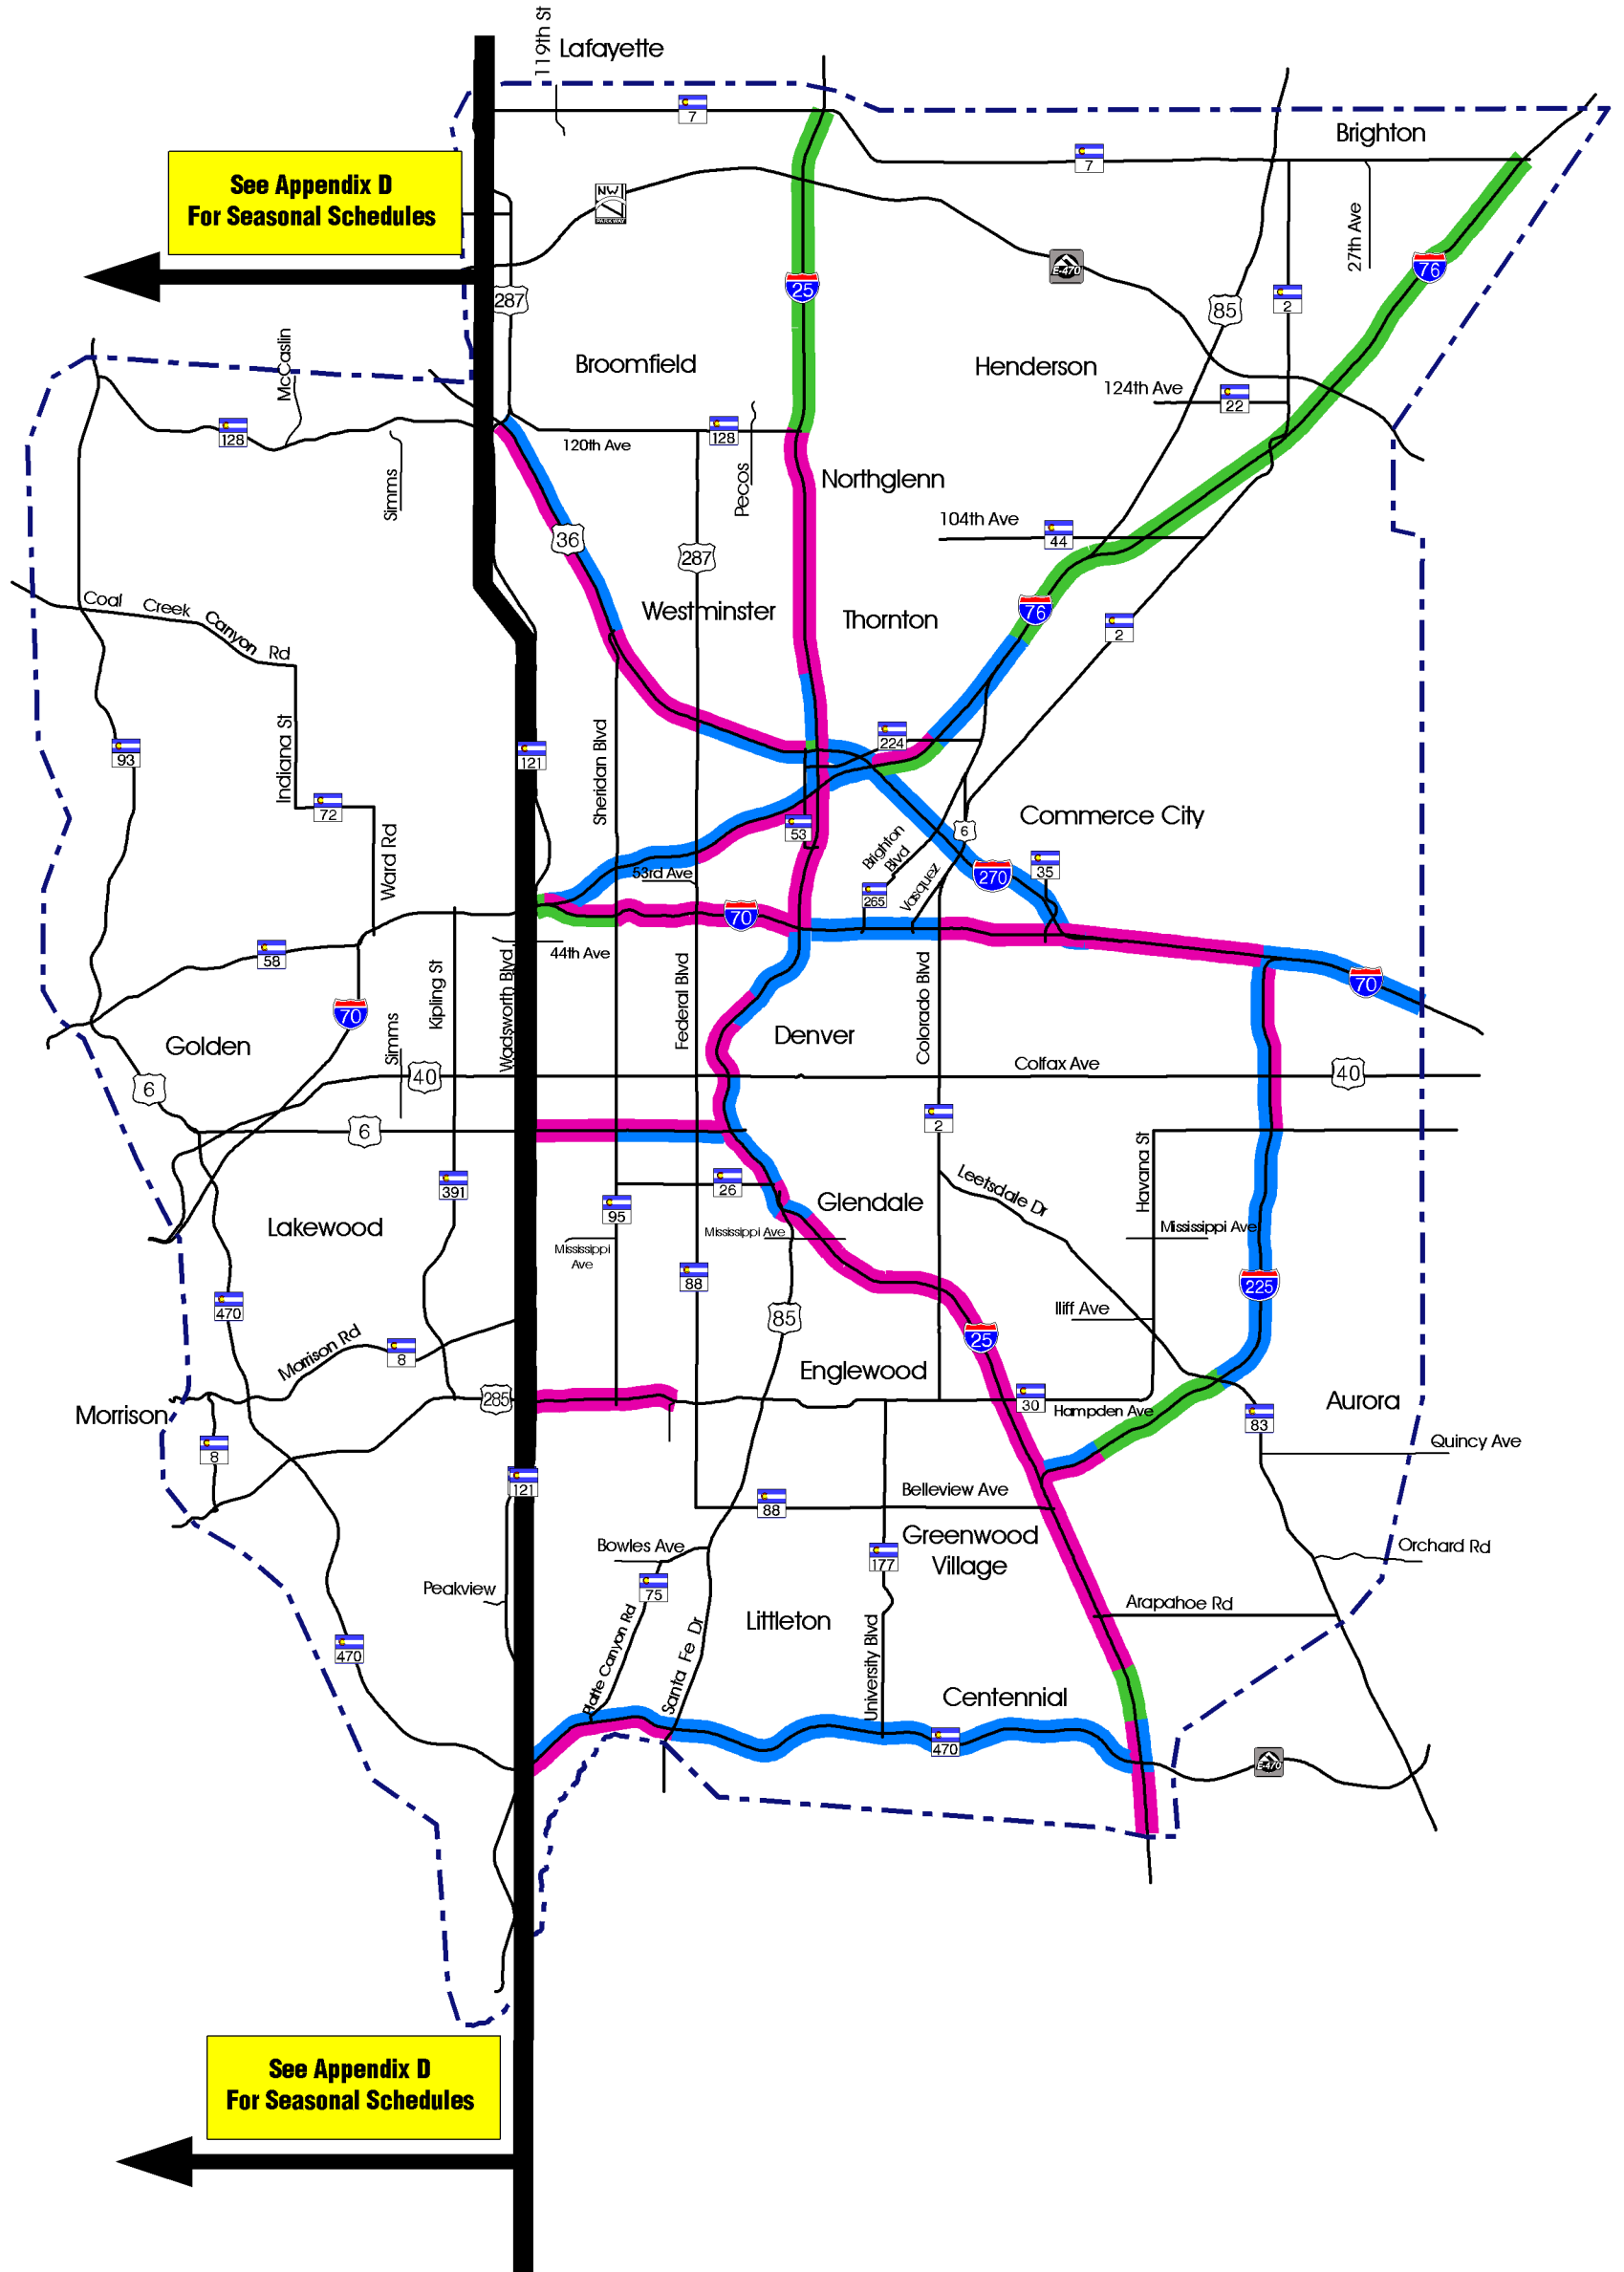 119th St
Lafayette
7
Brighton
7
See Appendix D
For Seasonal Schedules
NW
PARKWAY
27th Ave
E-470
76
25
287
85
2
McCaslin
Broomfield
Henderson
124th Ave
22
128
128
120th Ave
Simms
Pecos
Northglenn
104th Ave
44
36
287
Coal Creek Canyon Rd
Westminster
Thornton
76
2
Indiana St
93
121
Sheridan Blvd
224
72
53
Commerce City
6
Ward Rd
Brighton
Blvd
53rd Ave
270
35
265
Vasquez
70
58
44th Ave
Kipling St
Wadsworth Blvd
Federal Blvd
Colorado Blvd
70
70
Golden
Simms
Denver
Colfax Ave
6
40
40
6
2
Havana St
391
26
Leetsdale Dr
Lakewood
95
Glendale
Mississippi Ave
Mississippi Ave
Mississippi
Ave
88
225
470
85
Iliff Ave
Morrison Rd
8
25
Englewood
285
30
Hampden Ave
Morrison
83
Aurora
8
Quincy Ave
121
88
Belleview Ave
Greenwood
Village
Bowles Ave
177
Orchard Rd
Peakview
75
Arapahoe Rd
Littleton
Platte Canyon Rd
Santa Fe Dr
University Blvd
470
Centennial
470
E-470
See Appendix D
For Seasonal Schedules